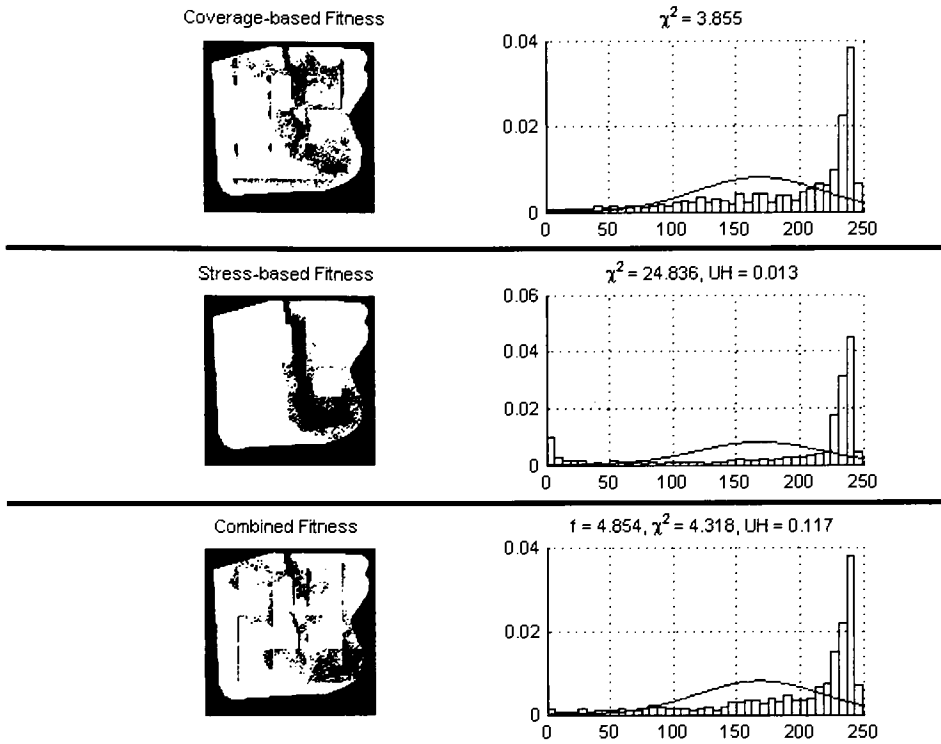 Coverage-based Fitness
χ² = 3.855
0.04
0.02
0
0 50 100 150 200 250
Stress-based Fitness
χ² = 24.836, UH = 0.013
0.06
0.04
0.02
0
0 50 100 150 200 250
Combined Fitness
f = 4.854, χ² = 4.318, UH = 0.117
0.04
0.02
0
0 50 100 150 200 250